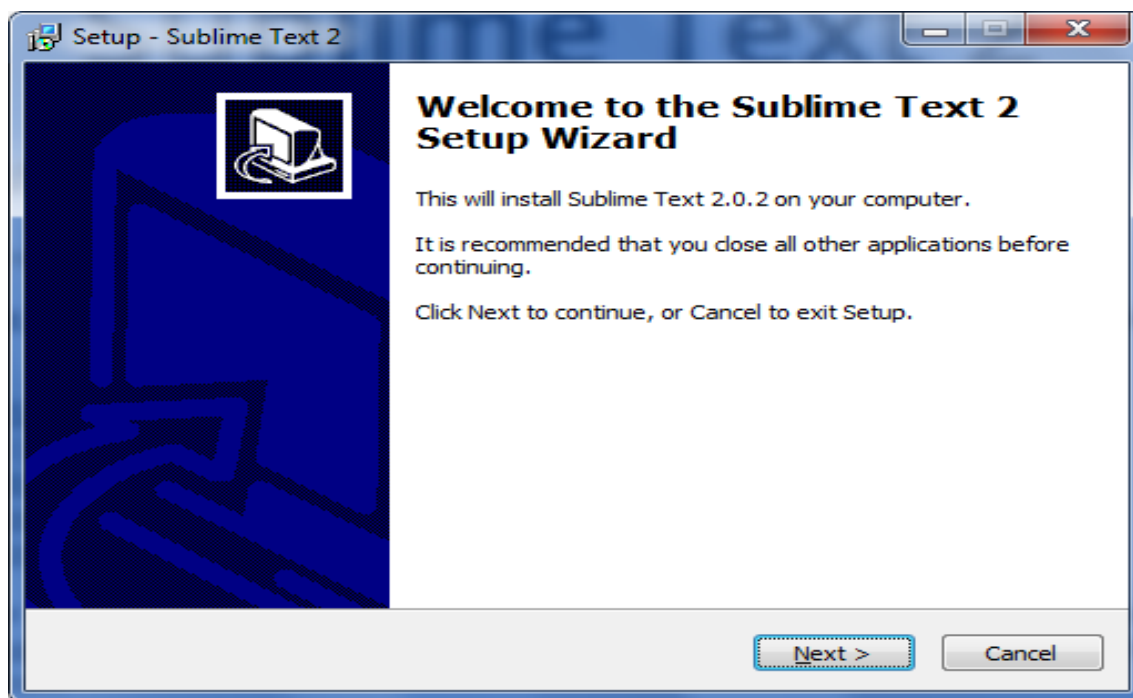 Setup - Sublime Text 2
Welcome to the Sublime Text 2
Setup Wizard
This will install Sublime Text 2.0.2 on your computer.
It is recommended that you close all other applications before
continuing.
Click Next to continue, or Cancel to exit Setup.
Next >
Cancel